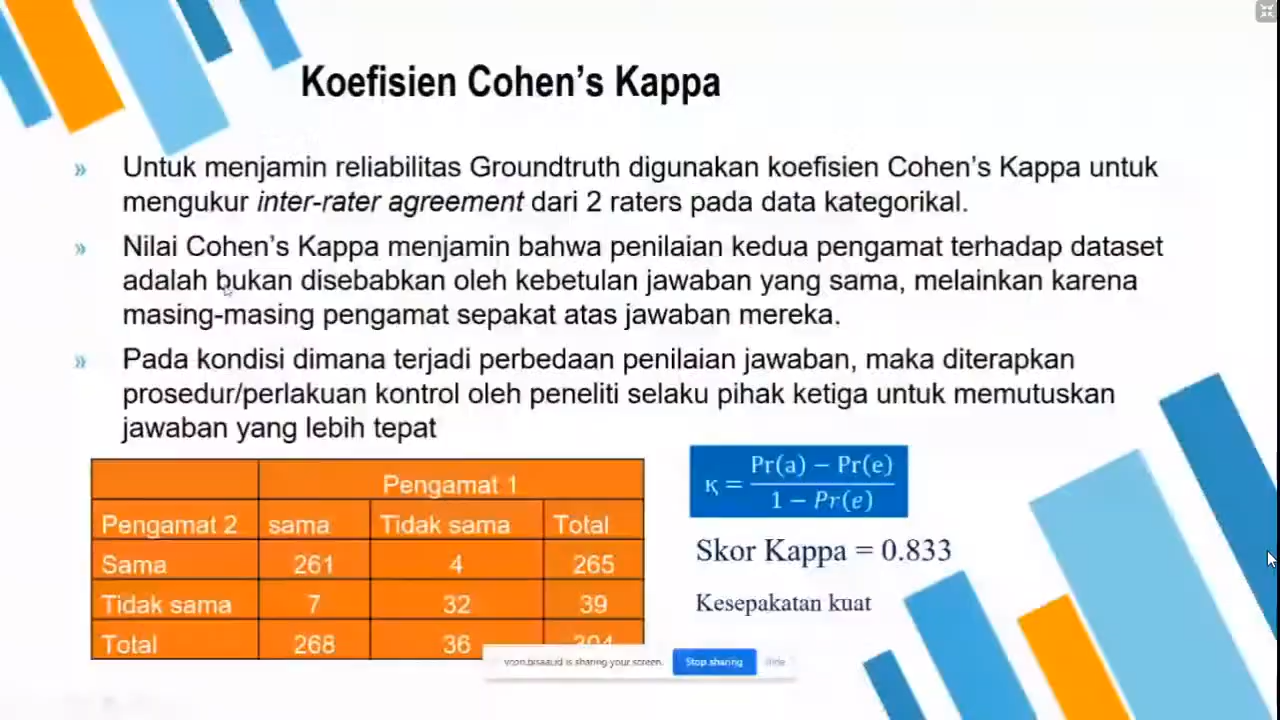 Koefisien Cohen's Kappa
» Untuk menjamin reliabilitas Groundtruth digunakan koefisien Cohen's Kappa untuk
mengukur inter-rater agreement dari 2 raters pada data kategorikal.
» Nilai Cohen's Kappa menjamin bahwa penilaian kedua pengamat terhadap dataset
adalah bukan disebabkan oleh kebetulan jawaban yang sama, melainkan karena
masing-masing pengamat sepakat atas jawaban mereka.
» Pada kondisi dimana terjadi perbedaan penilaian jawaban, maka diterapkan
prosedur/perlakuan kontrol oleh peneliti selaku pihak ketiga untuk memutuskan
jawaban yang lebih tepat
Pengamat 1
Pengamat 2 sama Tidak sama Total
Sama 261 4 265
Tidak sama 7 32 39
Total 268 36 304
κ = Pr(a) − Pr(e)
1 − Pr(e)
Skor Kappa = 0.833
Kesepakatan kuat
is sharing your screen. Stop sharing Hide